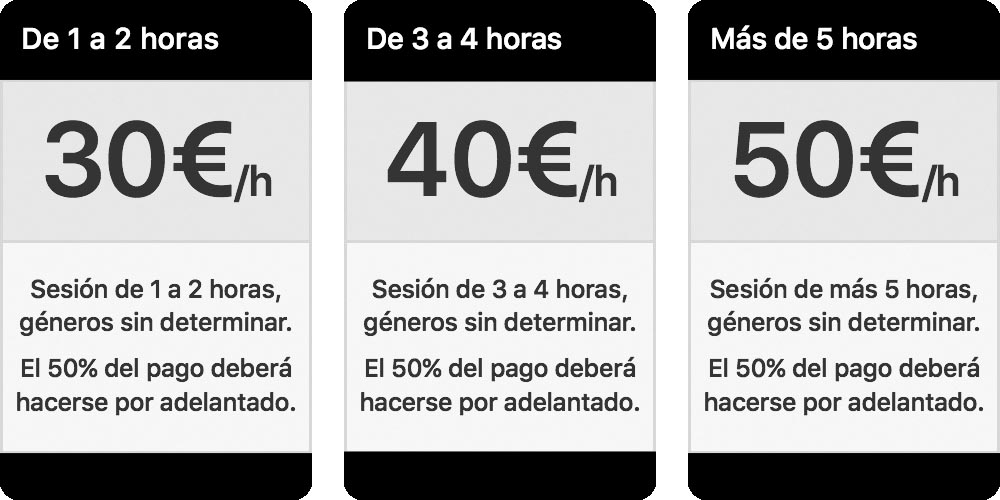 De 1 a 2 horas
30€/h
Sesión de 1 a 2 horas,
géneros sin determinar.
El 50% del pago deberá
hacerse por adelantado.
De 3 a 4 horas
40€/h
Sesión de 3 a 4 horas,
géneros sin determinar.
El 50% del pago deberá
hacerse por adelantado.
Más de 5 horas
50€/h
Sesión de más 5 horas,
géneros sin determinar.
El 50% del pago deberá
hacerse por adelantado.